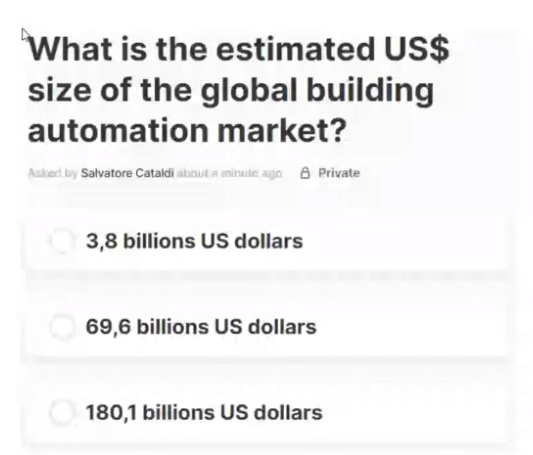 What is the estimated US$
size of the global building
automation market?
Asked by Salvatore Cataldi about a minute ago Private
3,8 billions US dollars
69,6 billions US dollars
180,1 billions US dollars